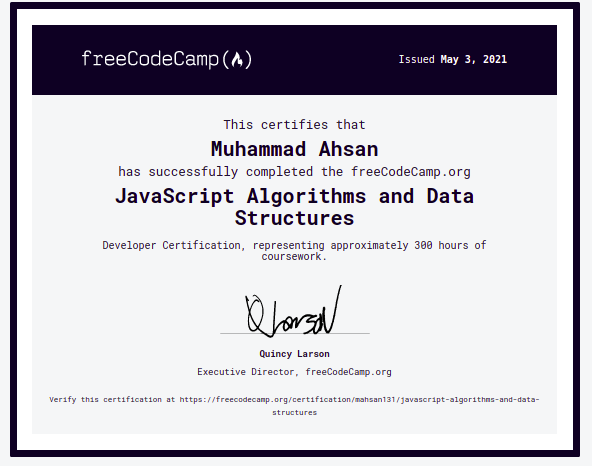 freeCodeCamp
Issued May 3, 2021
This certifies that
Muhammad Ahsan
has successfully completed the freeCodeCamp.org
JavaScript Algorithms and Data
Structures
Developer Certification, representing approximately 300 hours of
coursework.
Q Larson
Quincy Larson
Executive Director, freeCodeCamp.org
Verify this certification at https://freecodecamp.org/certification/mahsan131/javascript-algorithms-and-data-
structures